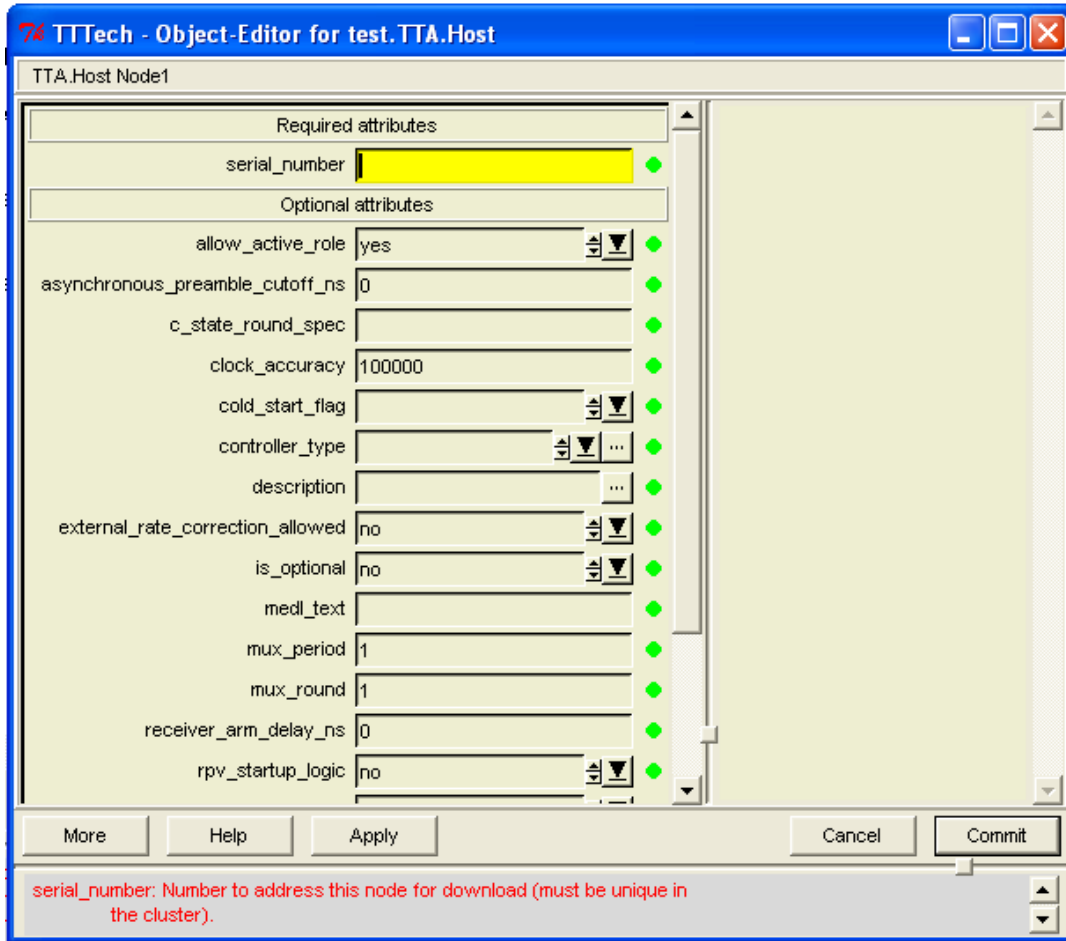 TTTech - Object-Editor for test.TTA.Host
TTA.Host Node1
Required attributes
serial_number
Optional attributes
allow_active_role yes
asynchronous_preamble_cutoff_ns 0
c_state_round_spec
clock_accuracy 100000
cold_start_flag
controller_type ...
description ...
external_rate_correction_allowed no
is_optional no
medl_text
mux_period 1
mux_round 1
receiver_arm_delay_ns 0
rpv_startup_logic no
More Help Apply Cancel Commit
serial_number: Number to address this node for download (must be unique in
the cluster).